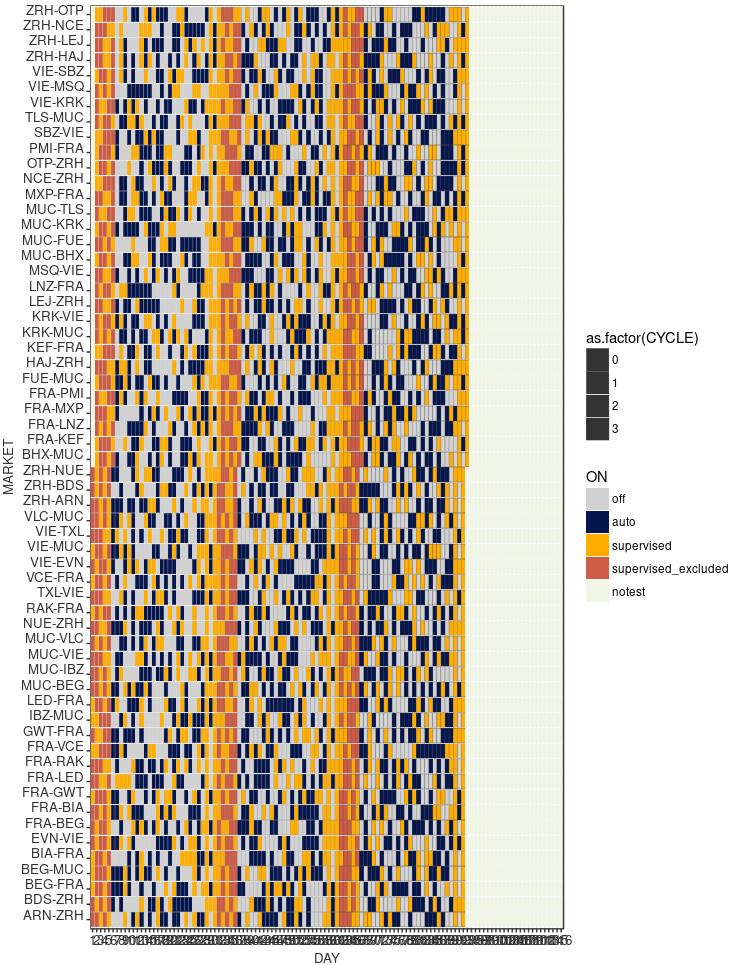 ZRH-OTP
ZRH-NCE
ZRH-LEJ
ZRH-HAJ
VIE-SBZ
VIE-MSQ
VIE-KRK
TLS-MUC
SBZ-VIE
PMI-FRA
OTP-ZRH
NCE-ZRH
MXP-FRA
MUC-TLS
MUC-KRK
MUC-FUE
MUC-BHX
MSQ-VIE
LNZ-FRA
LEJ-ZRH
KRK-VIE
KRK-MUC
KEF-FRA
HAJ-ZRH
FUE-MUC
FRA-PMI
FRA-MXP
FRA-LNZ
FRA-KEF
BHX-MUC
ZRH-NUE
ZRH-BDS
ZRH-ARN
VLC-MUC
VIE-TXL
VIE-MUC
VIE-EVN
VCE-FRA
TXL-VIE
RAK-FRA
NUE-ZRH
MUC-VLC
MUC-VIE
MUC-IBZ
MUC-BEG
LED-FRA
IBZ-MUC
GWT-FRA
FRA-VCE
FRA-RAK
FRA-LED
FRA-GWT
FRA-BIA
FRA-BEG
EVN-VIE
BIA-FRA
BEG-MUC
BEG-FRA
BDS-ZRH
ARN-ZRH
MARKET
DAY
as.factor(CYCLE)
0
1
2
3
ON
off
auto
supervised
supervised_excluded
notest